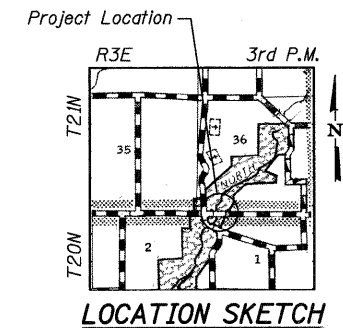 Project Location
R3E 3rd P.M.
T21N
36
35
N
NORTH
T20N
2
1
LOCATION SKETCH